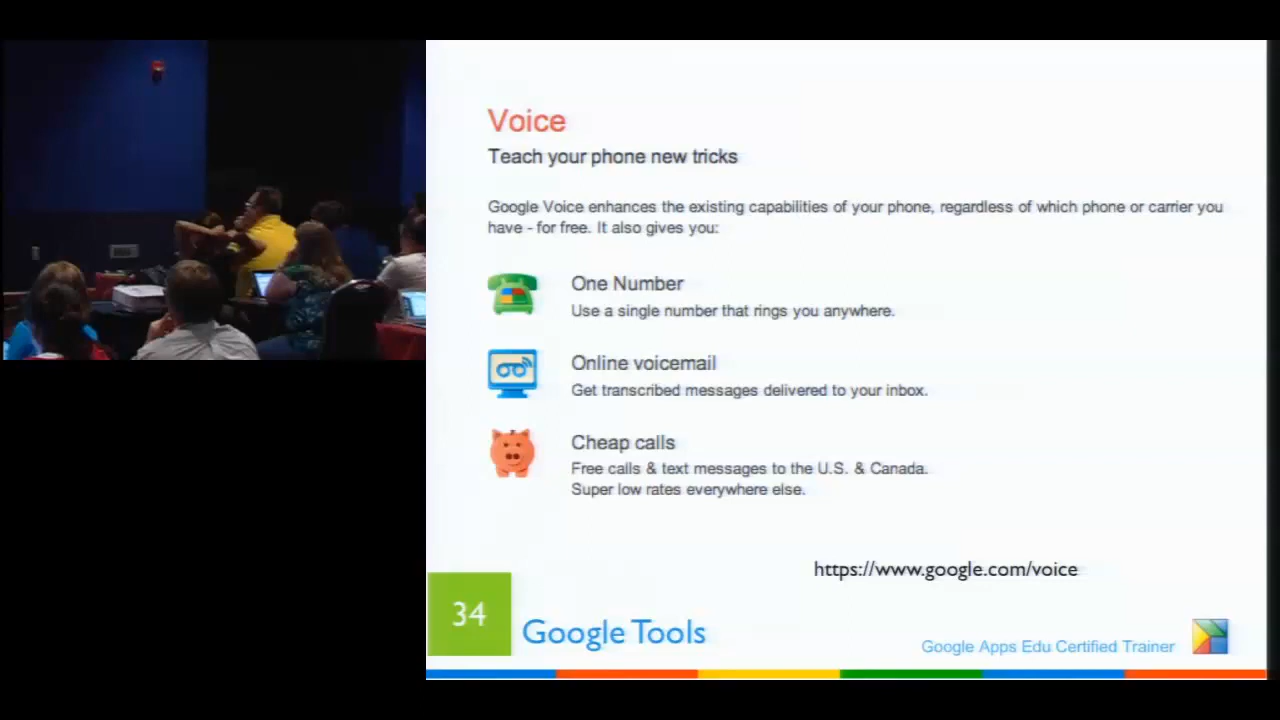 Voice
Teach your phone new tricks
Google Voice enhances the existing capabilities of your phone, regardless of which phone or carrier you
have - for free. It also gives you:
One Number
Use a single number that rings you anywhere.
Online voicemail
Get transcribed messages delivered to your inbox.
Cheap calls
Free calls & text messages to the U.S. & Canada.
Super low rates everywhere else.
https://www.google.com/voice
34
Google Tools
Google Apps Edu Certified Trainer